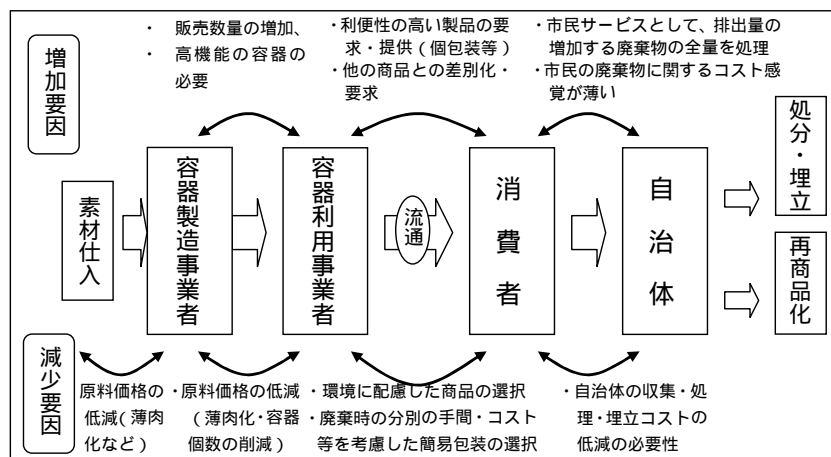 増加要因
・ 販売数量の増加、
・ 高機能の容器の
必要
・利便性の高い製品の要
求・提供（個包装等）
・他の商品との差別化・
要求
・市民サービスとして、排出量の
増加する廃棄物の全量を処理
・市民の廃棄物に関するコスト感
覚が薄い
素材仕入
容器製造事業者
容器利用事業者
流通
消費者
自治体
処分・埋立
再商品化
減少要因
原料価格の
低減（薄肉
化など）
・原料価格の低減
（薄肉化・容器
個数の削減）
・環境に配慮した商品の選択
・廃棄時の分別の手間・コスト
等を考慮した簡易包装の選択
・自治体の収集・処
理・埋立コストの
低減の必要性